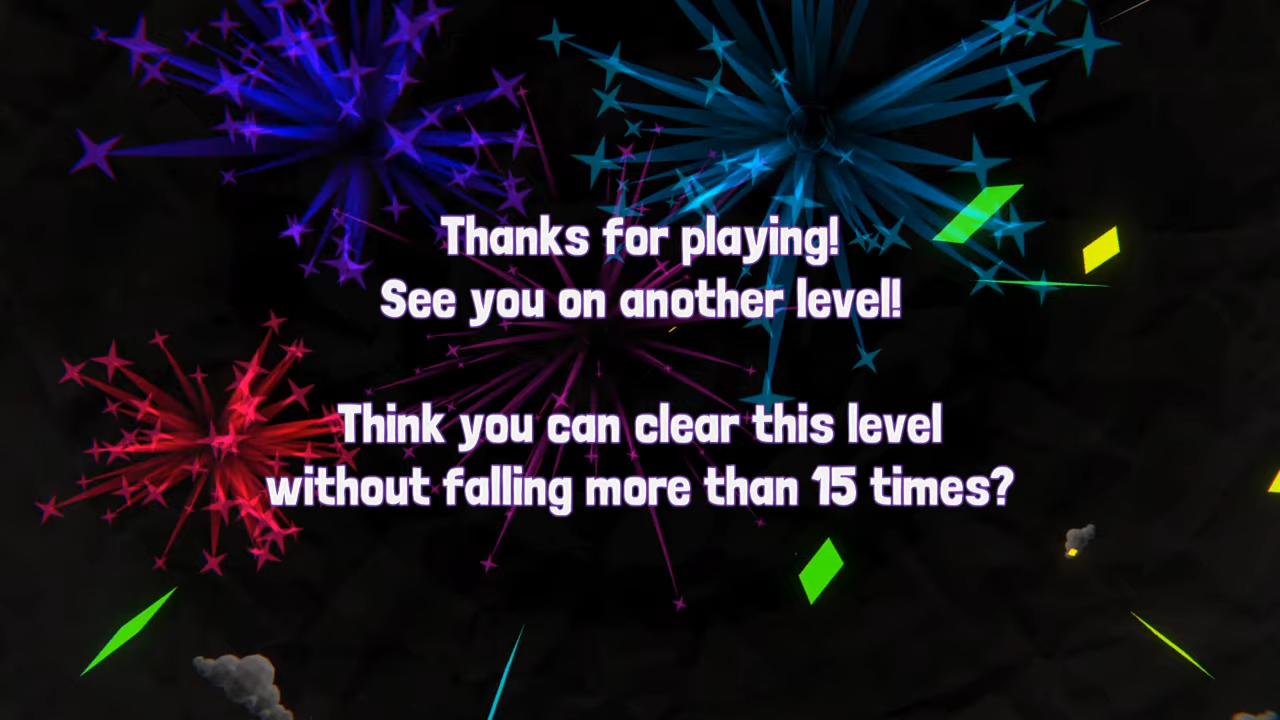 Thanks for playing!
See you on another level!
Think you can clear this level
without falling more than 15 times?